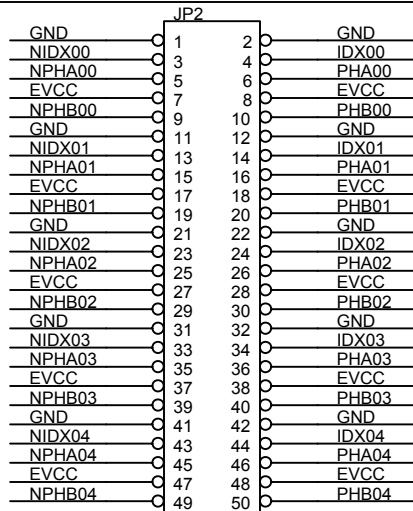 JP2
GND 1 2 GND
NIDX00 3 4 IDX00
NPHA00 5 6 PHA00
EVCC 7 8 EVCC
NPHB00 9 10 PHB00
GND 11 12 GND
NIDX01 13 14 IDX01
NPHA01 15 16 PHA01
EVCC 17 18 EVCC
NPHB01 19 20 PHB01
GND 21 22 GND
NIDX02 23 24 IDX02
NPHA02 25 26 PHA02
EVCC 27 28 EVCC
NPHB02 29 30 PHB02
GND 31 32 GND
NIDX03 33 34 IDX03
NPHA03 35 36 PHA03
EVCC 37 38 EVCC
NPHB03 39 40 PHB03
GND 41 42 GND
NIDX04 43 44 IDX04
NPHA04 45 46 PHA04
EVCC 47 48 EVCC
NPHB04 49 50 PHB04